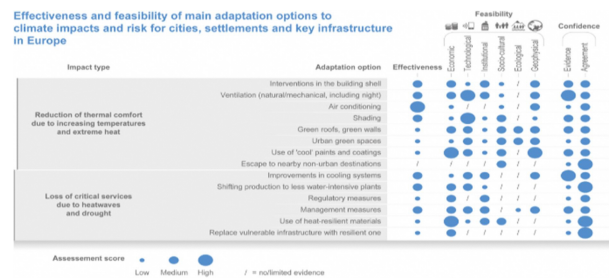 Effectiveness and feasibility of main adaptation options to
climate impacts and risk for cities, settlements and key infrastructure
in Europe
Feasibility
Confidence
Impact type
Adaptation option
Effectiveness
Economic
Technological
Institutional
Socio-cultural
Ecological
Geophysical
Evidence
Agreement
Reduction of thermal comfort
due to increasing temperatures
and extreme heat
Interventions in the building shell
Ventilation (natural/mechanical, including night)
Air conditioning
Shading
Green roofs, green walls
Urban green spaces
Use of 'cool' paints and coatings
Escape to nearby non-urban destinations
Loss of critical services
due to heatwaves
and drought
Improvements in cooling systems
Shifting production to less water-intensive plants
Regulatory measures
Management measures
Use of heat-resilient materials
Replace vulnerable infrastructure with resilient one
Assessement score
Low Medium High / = no/limited evidence